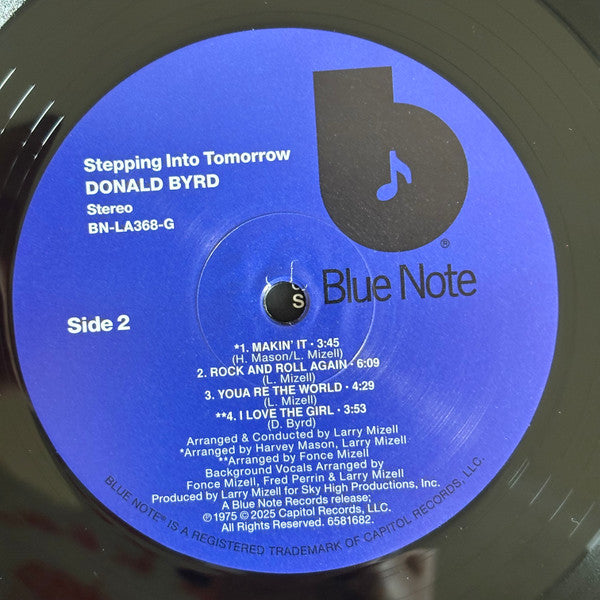 Stepping Into Tomorrow
DONALD BYRD
Stereo
BN-LA368-G
®
Blue Note
S
Side 2
*1. MAKIN' IT • 3:45
(H. Mason/L. Mizell)
2. ROCK AND ROLL AGAIN • 6:09
(L. Mizell)
3. YOUA RE THE WORLD • 4:29
(L. Mizell)
**4. I LOVE THE GIRL • 3:53
(D. Byrd)
Arranged & Conducted by Larry Mizell
*Arranged by Harvey Mason, Larry Mizell
**Arranged by Fonce Mizell
Background Vocals Arranged by
Fonce Mizell, Fred Perrin & Larry Mizell
Produced by Larry Mizell for Sky High Productions, Inc.
A Blue Note Records release;
℗ 1975 © 2025 Capitol Records, LLC.
All Rights Reserved. 6581682.
BLUE NOTE® IS A REGISTERED TRADEMARK OF CAPITOL RECORDS, LLC.